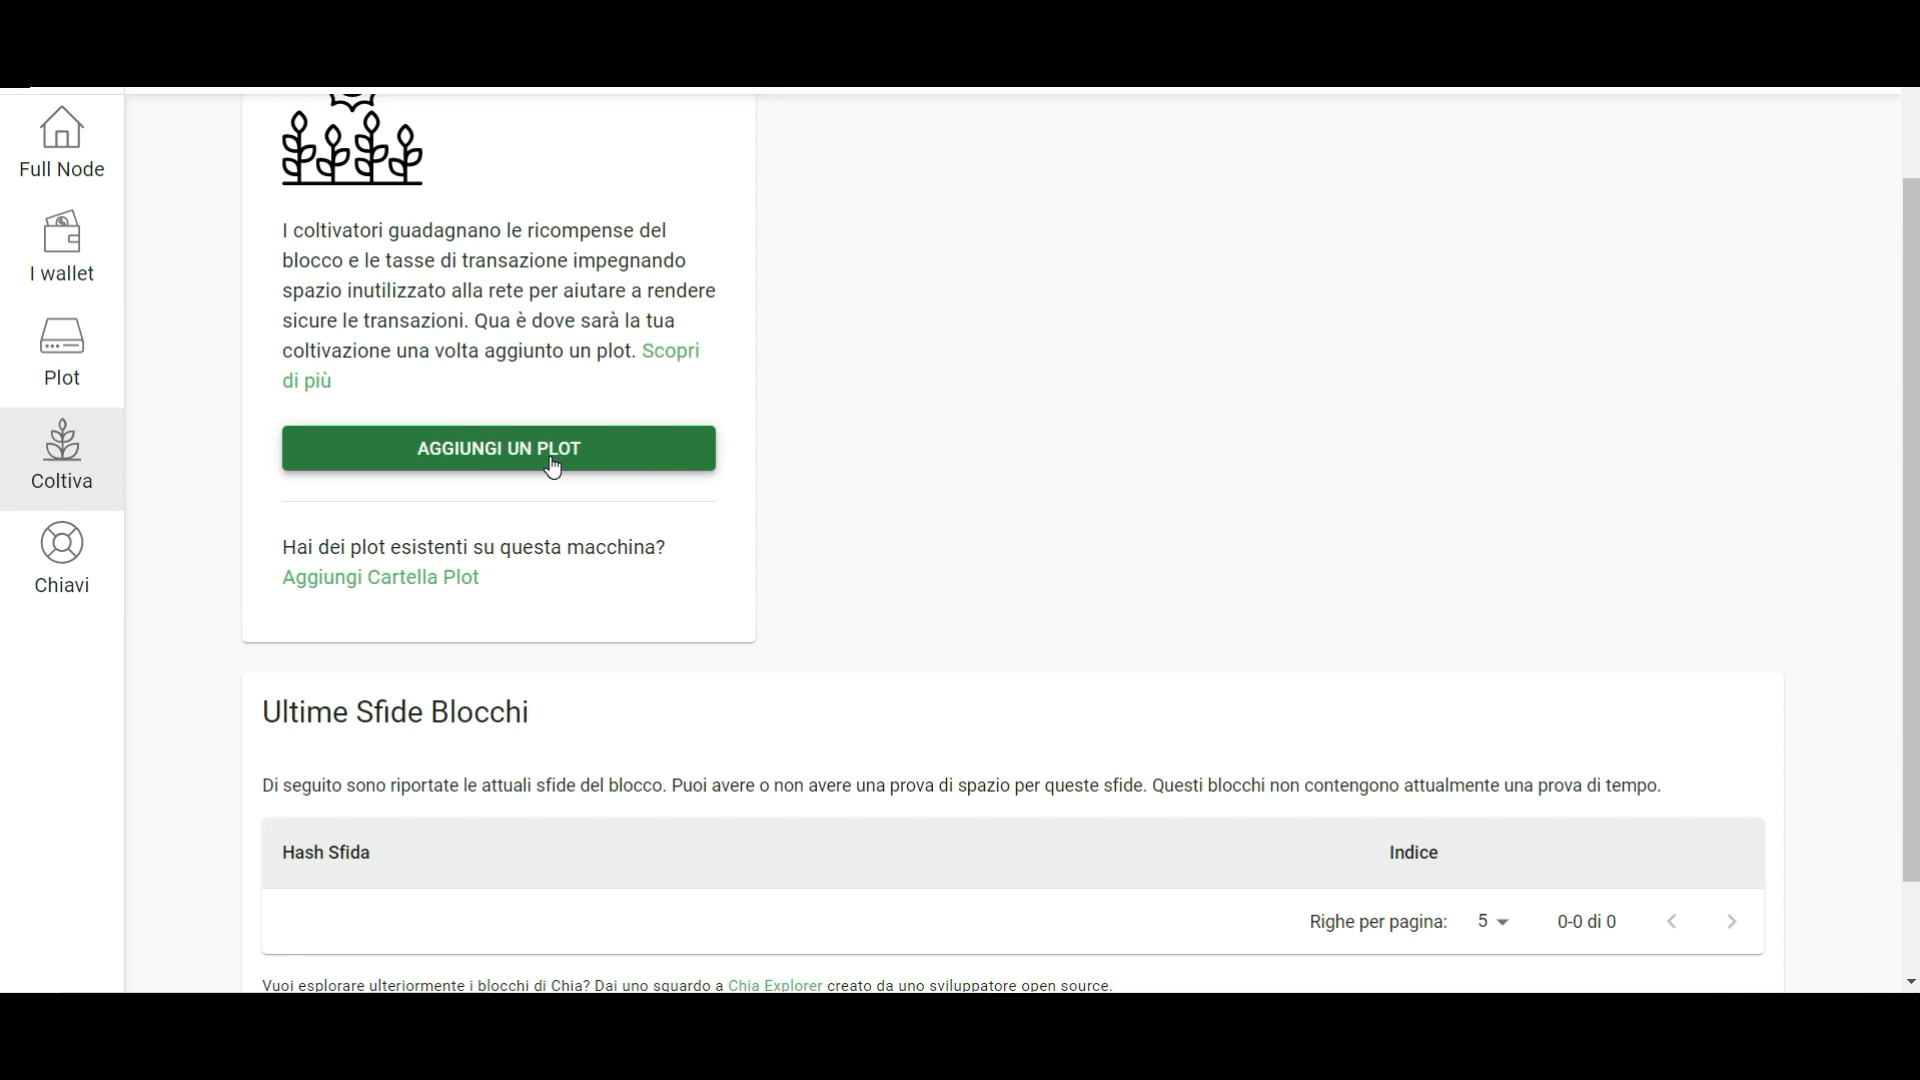 Full Node
I wallet
Plot
Coltiva
Chiavi
I coltivatori guadagnano le ricompense del
blocco e le tasse di transazione impegnando
spazio inutilizzato alla rete per aiutare a rendere
sicure le transazioni. Qua è dove sarà la tua
coltivazione una volta aggiunto un plot. Scopri
di più
AGGIUNGI UN PLOT
Hai dei plot esistenti su questa macchina?
Aggiungi Cartella Plot
Ultime Sfide Blocchi
Di seguito sono riportate le attuali sfide del blocco. Puoi avere o non avere una prova di spazio per queste sfide. Questi blocchi non contengono attualmente una prova di tempo.
Hash Sfida Indice
Righe per pagina: 5 0-0 di 0
Vuoi esplorare ulteriormente i blocchi di Chia? Dai uno sguardo a Chia Explorer creato da uno sviluppatore open source.